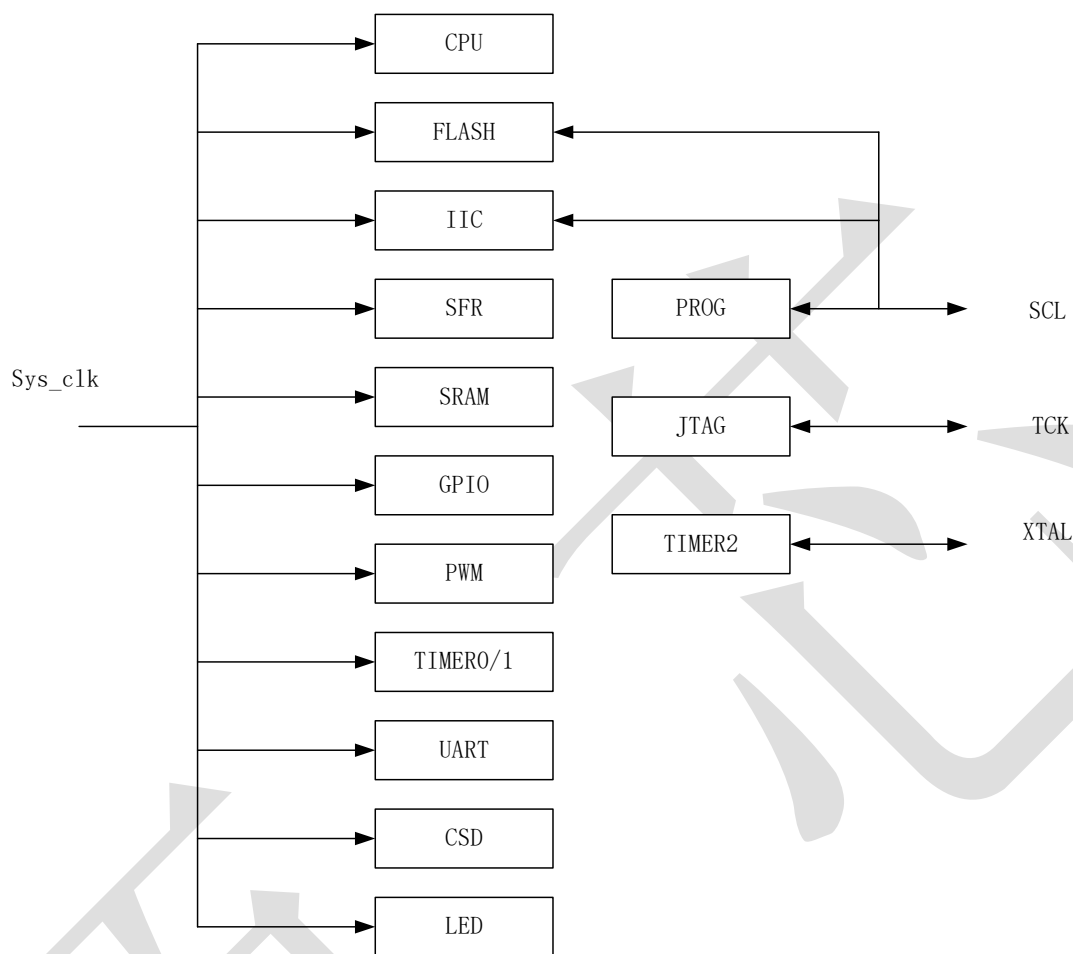 CPU
FLASH
IIC
SFR
PROG
SCL
Sys_clk
SRAM
JTAG
TCK
GPIO
TIMER2
XTAL
PWM
TIMER0/1
UART
CSD
LED